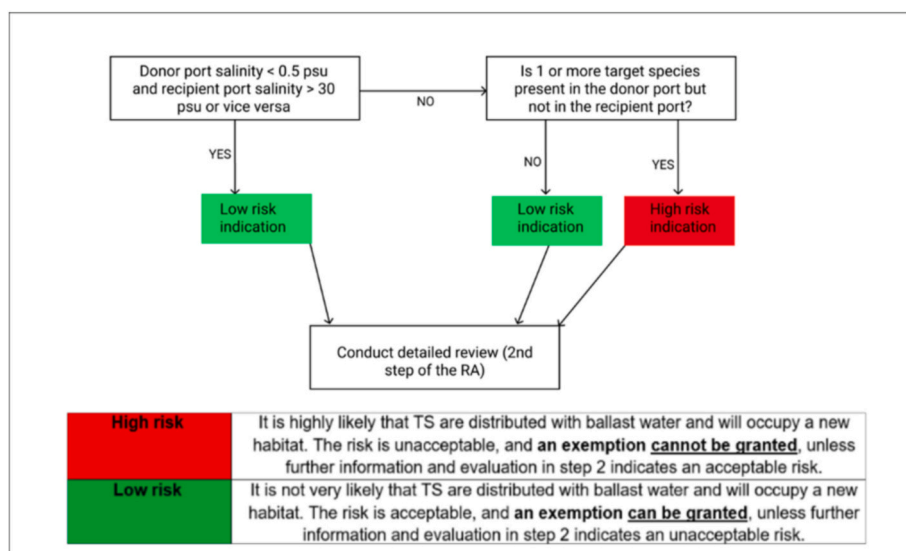 Donor port salinity < 0.5 psu
and recipient port salinity > 30
psu or vice versa
NO
Is 1 or more target species
present in the donor port but
not in the recipient port?
YES
NO
YES
Low risk
indication
Low risk
indication
High risk
indication
Conduct detailed review (2nd
step of the RA)
High risk
It is highly likely that TS are distributed with ballast water and will occupy a new
habitat. The risk is unacceptable, and an exemption cannot be granted, unless
further information and evaluation in step 2 indicates an acceptable risk.
Low risk
It is not very likely that TS are distributed with ballast water and will occupy a new
habitat. The risk is acceptable, and an exemption can be granted, unless further
information and evaluation in step 2 indicates an unacceptable risk.